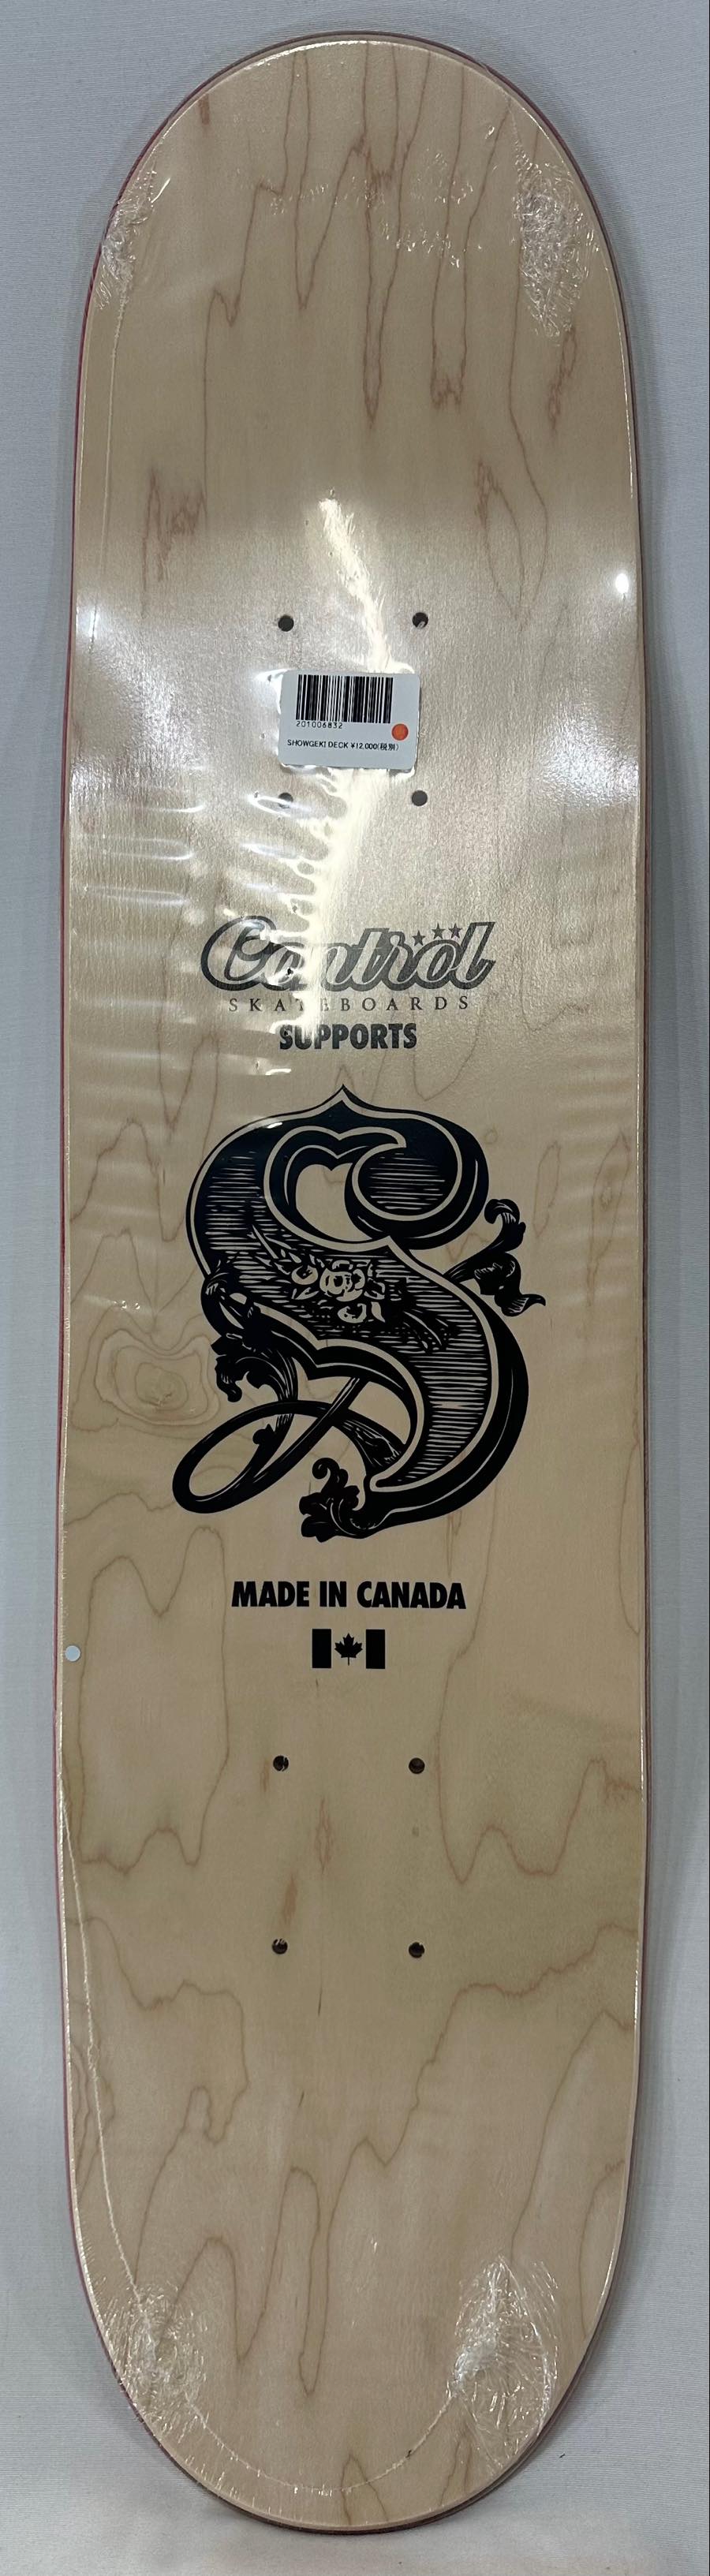 201006832
SHOWGEKI DECK ¥12,000(税別)
Control
SKATEBOARDS
SUPPORTS
S
MADE IN CANADA